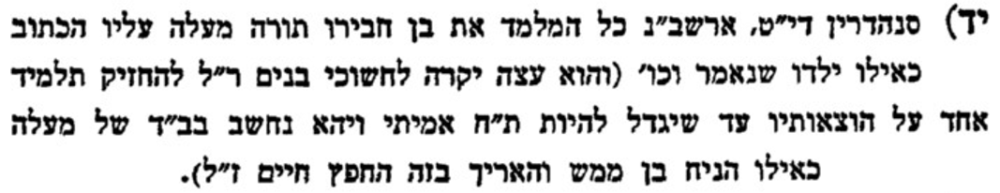 יד) סנהדרין די״ט. ארשב״נ כל המלמד את בן חבירו תורה מעלה עליו הכתוב
כאילו ילדו שנאמר וכו׳ (והוא עצה יקרה לחשוכי בנים ר״ל להחזיק תלמיד
אחד על הוצאותיו עד שיגדל להיות ת״ח אמיתי ויהא נחשב בב״ד של מעלה
כאילו הניח בן ממש והאריך בזה החפץ חיים ז״ל).